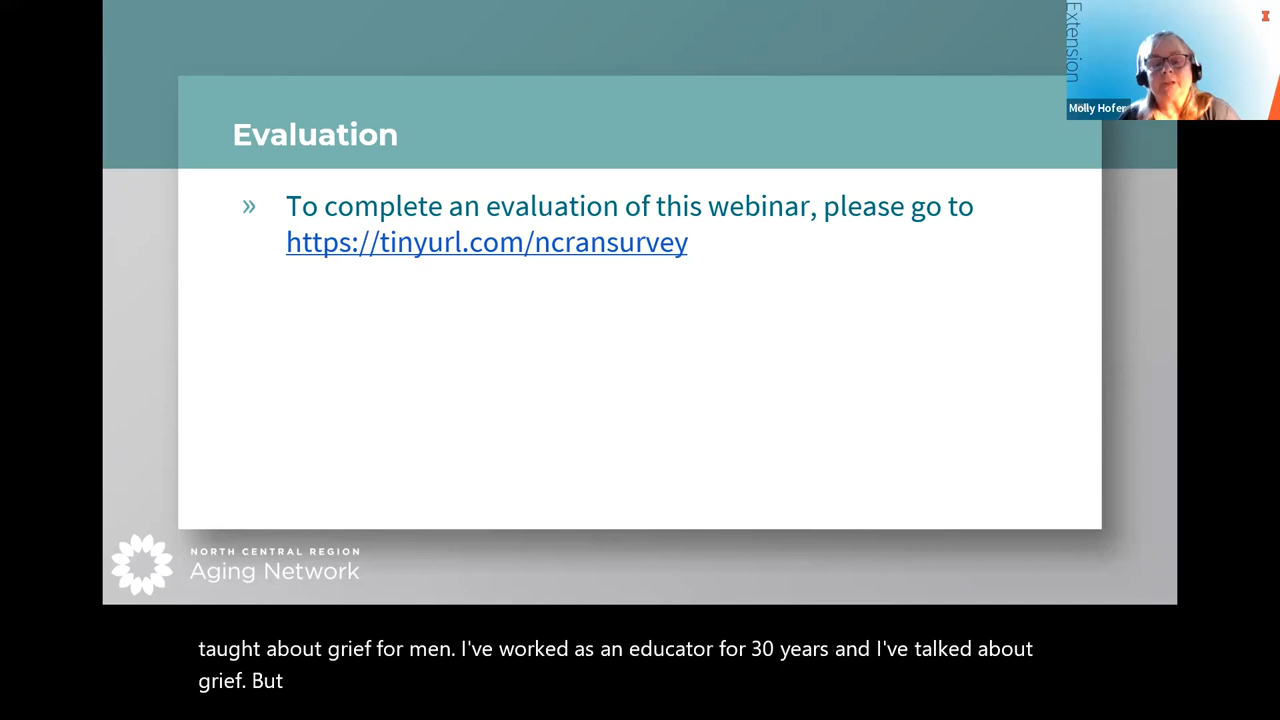 Extension
Molly Hofer
Evaluation
» To complete an evaluation of this webinar, please go to
https://tinyurl.com/ncransurvey
NORTH CENTRAL REGION
Aging Network
taught about grief for men. I've worked as an educator for 30 years and I've talked about
grief. But